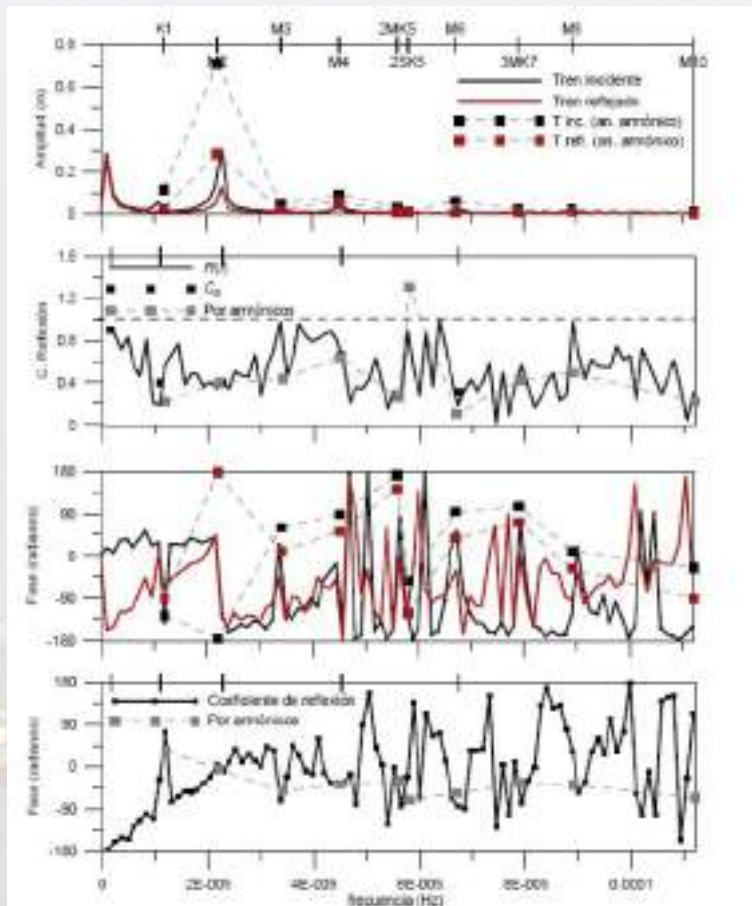 K1 M3 2MK5 M6 M9
M2 M4 2SK5 3MK7 M10
0.8
0.6
0.4
0.2
0
Amplitud (m)
Tren incidente
Tren reflejado
T inc. (an. armónico)
T refl. (an. armónico)
1.6
1.2
0.8
0.4
0
C. Reflexión
Por armónicos
180
90
0
-90
-180
Fase (radianes)
180
90
0
-90
-180
Fase (radianes)
Coeficiente de reflexión
Por armónicos
0 2E-005 4E-005 6E-005 8E-005 0.0001
frequencia (Hz)